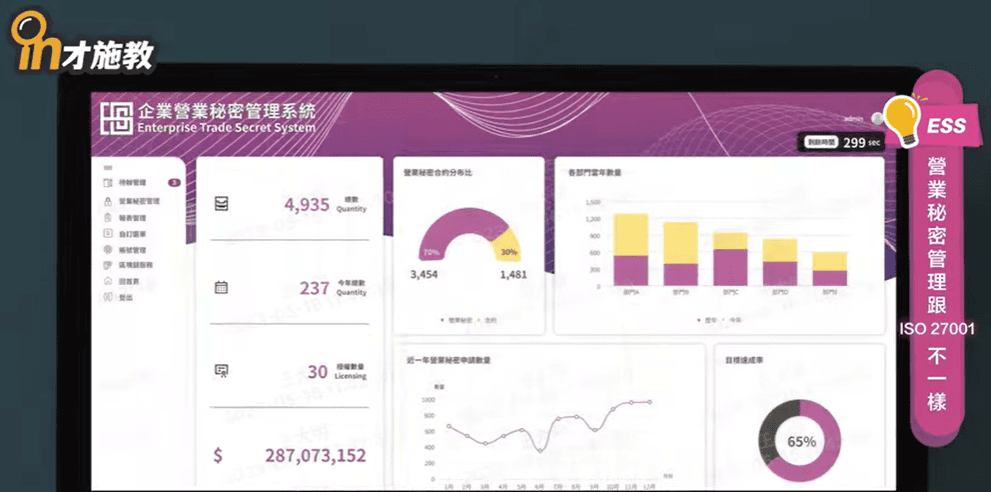 in才施教
企業營業秘密管理系統
Enterprise Trade Secret System
admin
剩餘時間 299 sec
ESS
營業秘密管理跟
ISO 27001
不一樣
待辦管理 3
營業秘密管理
報表管理
自訂選單
帳號管理
區塊鏈服務
回首頁
登出
4,935 總數
Quantity
237 今年總數
Quantity
30 授權數量
Licensing
$ 287,073,152
營業秘密合約分布比
70% 30%
3,454 1,481
營業秘密 合約
各部門當年數量
1,500
1,200
900
600
300
0
部門A 部門B 部門C 部門D 部門E
歷年 今年
近一年營業秘密申請數量
數量
1000
800
600
400
200
0
1月 2月 3月 4月 5月 6月 7月 8月 9月 10月 11月 12月
目標達成率
65%